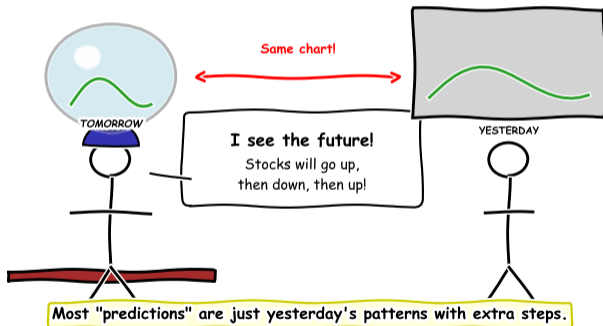 Same chart!
TOMORROW
I see the future!
Stocks will go up,
then down, then up!
YESTERDAY
Most "predictions" are just yesterday's patterns with extra steps.